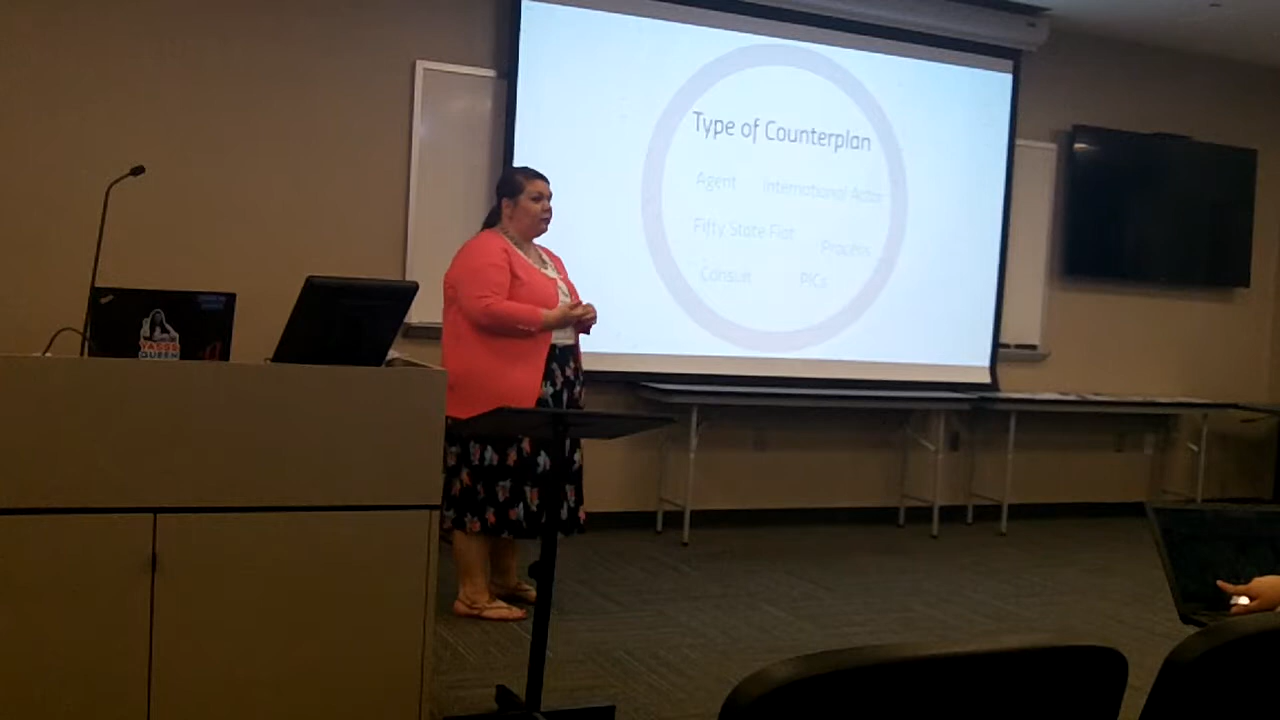 Type of Counterplan
Agent International Actor
Fifty State Fiat
Process
Consult PICs
YASSS
QUEEN